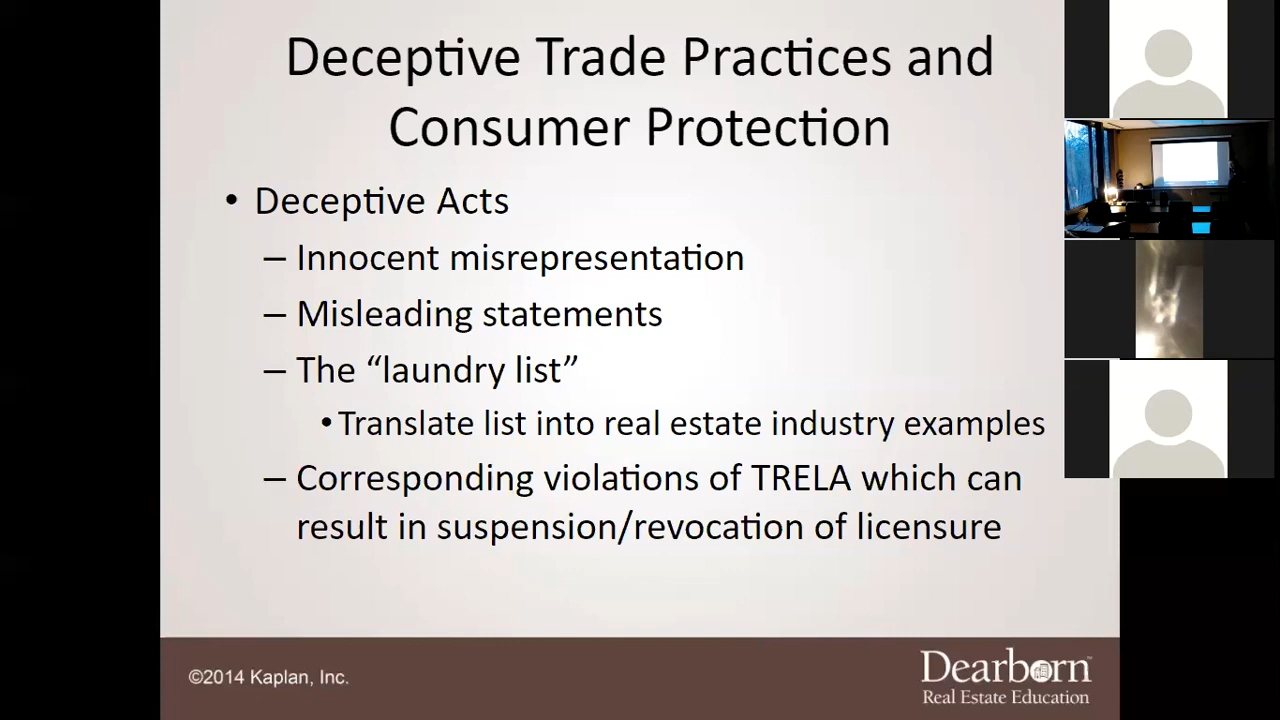 Deceptive Trade Practices and
Consumer Protection
• Deceptive Acts
– Innocent misrepresentation
– Misleading statements
– The “laundry list”
• Translate list into real estate industry examples
– Corresponding violations of TRELA which can
result in suspension/revocation of licensure
©2014 Kaplan, Inc.
Dearborn™
Real Estate Education